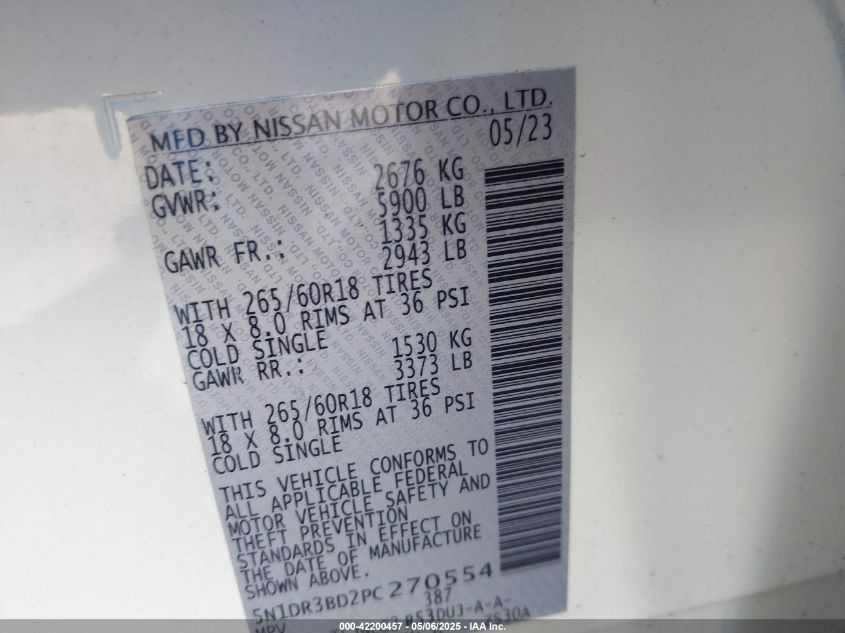 MFD BY NISSAN MOTOR CO., LTD.
DATE: 05/23
GVWR: 2676 KG
5900 LB
GAWR FR.: 1335 KG
2943 LB
WITH 265/60R18 TIRES
18 X 8.0 RIMS AT 36 PSI
COLD SINGLE
GAWR RR.: 1530 KG
3373 LB
WITH 265/60R18 TIRES
18 X 8.0 RIMS AT 36 PSI
COLD SINGLE
THIS VEHICLE CONFORMS TO
ALL APPLICABLE FEDERAL
MOTOR VEHICLE SAFETY AND
THEFT PREVENTION
STANDARDS IN EFFECT ON
THE DATE OF MANUFACTURE
SHOWN ABOVE.
5N1DR3BD2PC270554
387
MPV
000-42200457 - 05/06/2025 - IAA Inc.